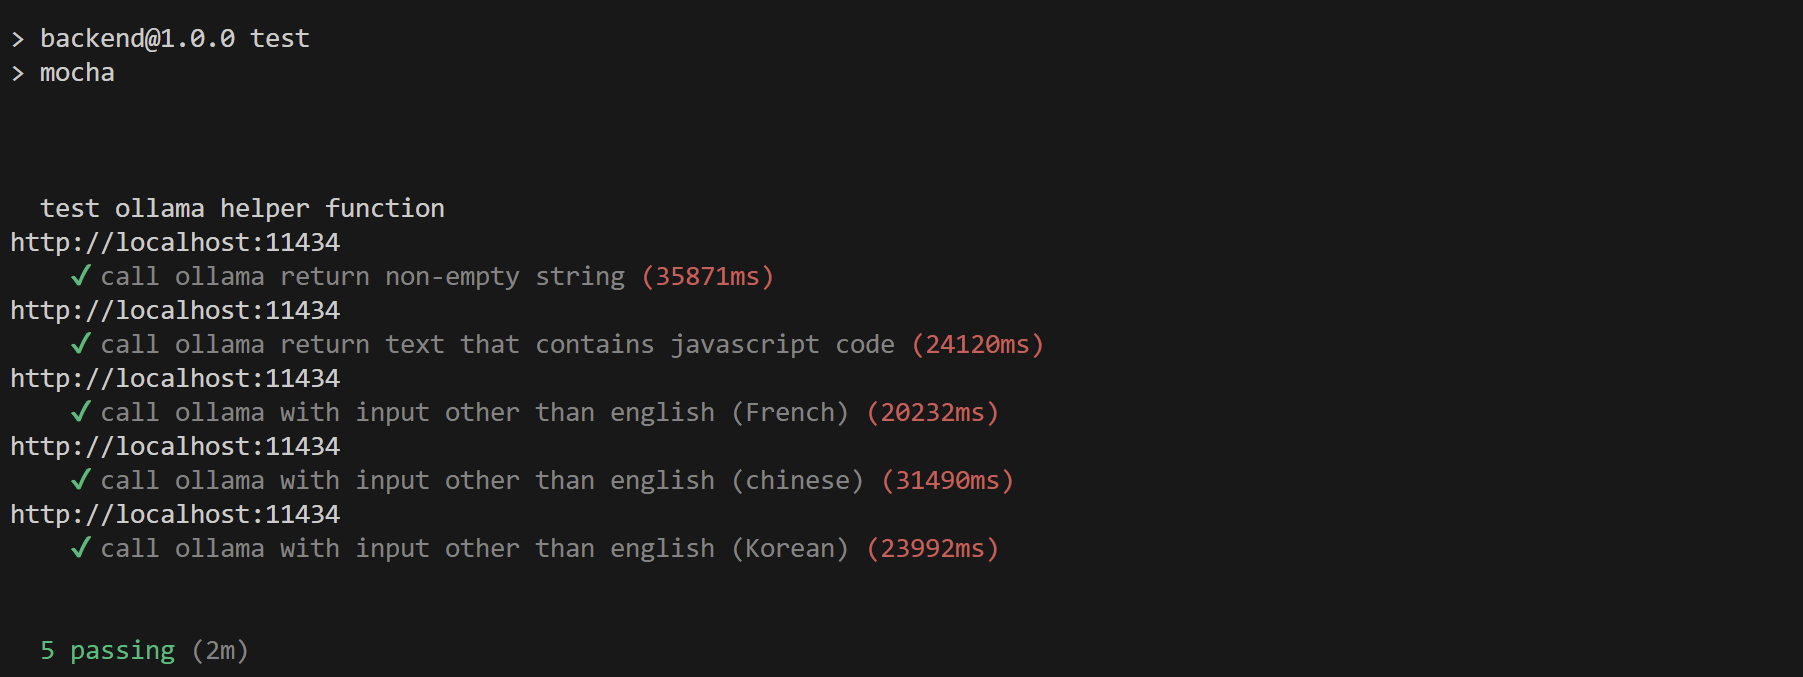 > backend@1.0.0 test
> mocha
test ollama helper function
http://localhost:11434
✓ call ollama return non-empty string (35871ms)
http://localhost:11434
✓ call ollama return text that contains javascript code (24120ms)
http://localhost:11434
✓ call ollama with input other than english (French) (20232ms)
http://localhost:11434
✓ call ollama with input other than english (chinese) (31490ms)
http://localhost:11434
✓ call ollama with input other than english (Korean) (23992ms)
5 passing (2m)